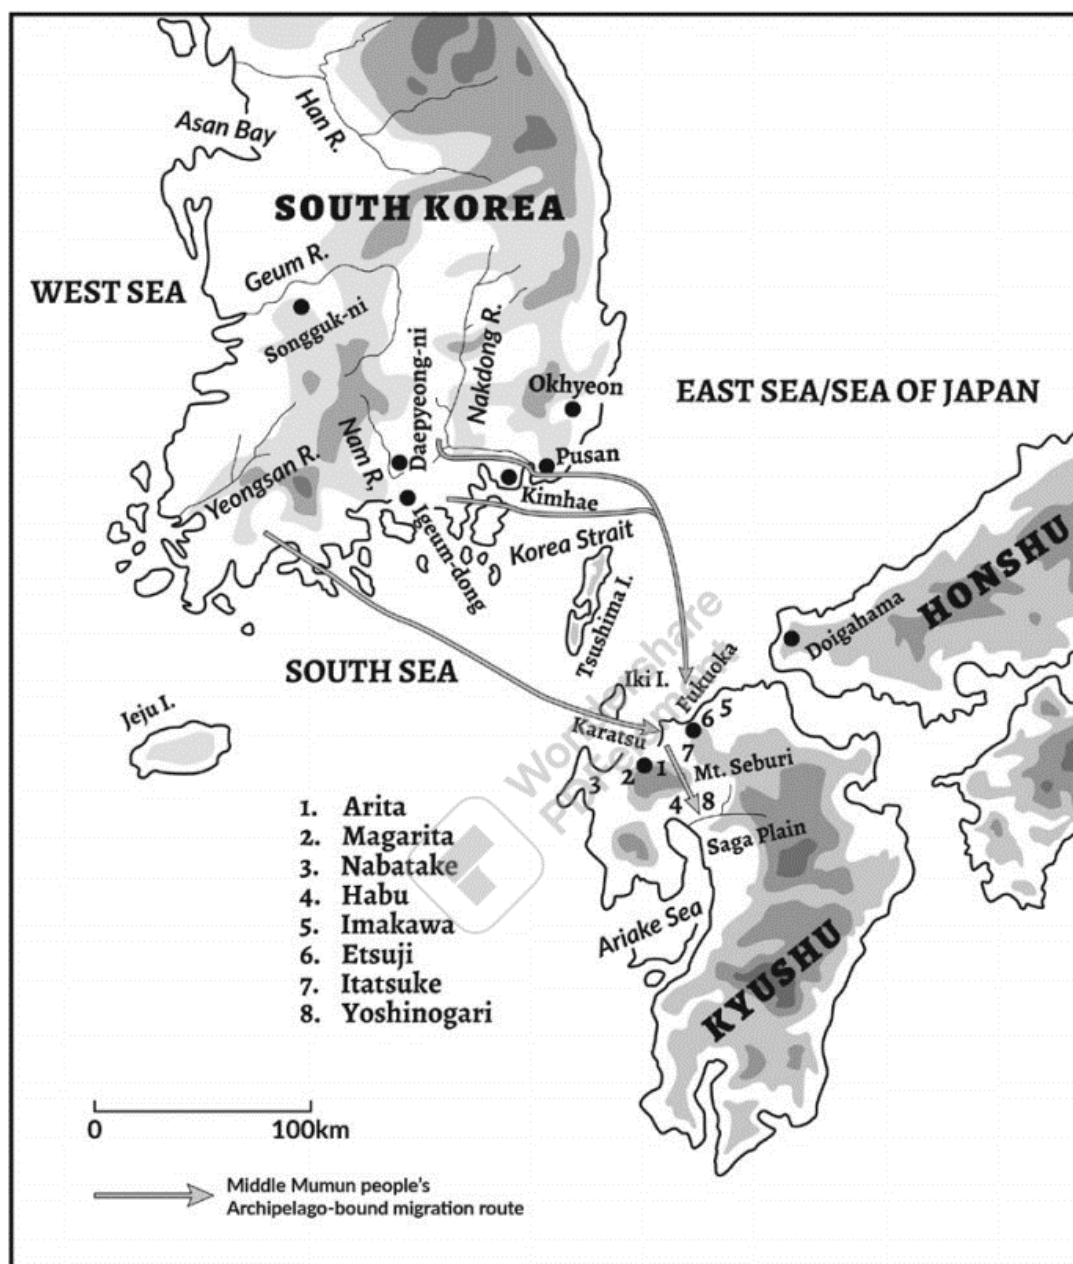 Asan Bay
Han R.
SOUTH KOREA
Geum R.
WEST SEA
Songguk-ni
Daepyeong-ni
Nakdong R.
Okhyeon
EAST SEA/SEA OF JAPAN
Nam R.
Yeongsan R.
Pusan
Kimhae
Igeum-dong
Korea Strait
HONSHU
Tsushima I.
Doigahama
SOUTH SEA
Iki I.
Fukuoka
Jeju I.
Karatsu
5
6
7
Mt. Seburi
3
2
1
4
8
Saga Plain
Ariake Sea
KYUSHU
1. Arita
2. Magarita
3. Nabatake
4. Habu
5. Imakawa
6. Etsuji
7. Itatsuke
8. Yoshinogari
0 100km
Middle Mumun people's
Archipelago-bound migration route
Wondershare
PDFelement